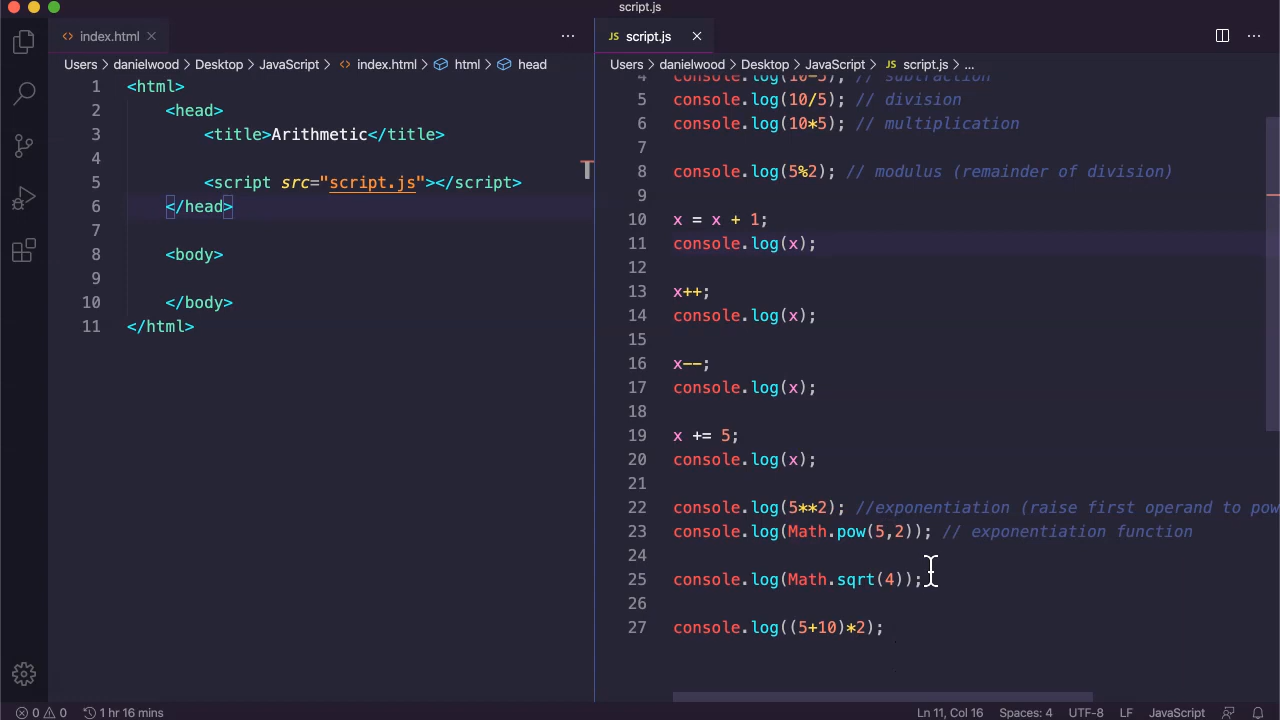 script.js
index.html
script.js
Users danielwood Desktop JavaScript index.html html head
Users danielwood Desktop JavaScript script.js ...
1 <html>
2 <head>
3 <title>Arithmetic</title>
4
5 <script src="script.js"></script>
6 </head>
7
8 <body>
9
10 </body>
11 </html>
4 console.log(10-5); // subtraction
5 console.log(10/5); // division
6 console.log(10*5); // multiplication
7
8 console.log(5%2); // modulus (remainder of division)
9
10 x = x + 1;
11 console.log(x);
12
13 x++;
14 console.log(x);
15
16 x--;
17 console.log(x);
18
19 x += 5;
20 console.log(x);
21
22 console.log(5**2); //exponentiation (raise first operand to pow
23 console.log(Math.pow(5,2)); // exponentiation function
24
25 console.log(Math.sqrt(4));
26
27 console.log((5+10)*2);
0 0 1 hr 16 mins
Ln 11, Col 16 Spaces: 4 UTF-8 LF JavaScript